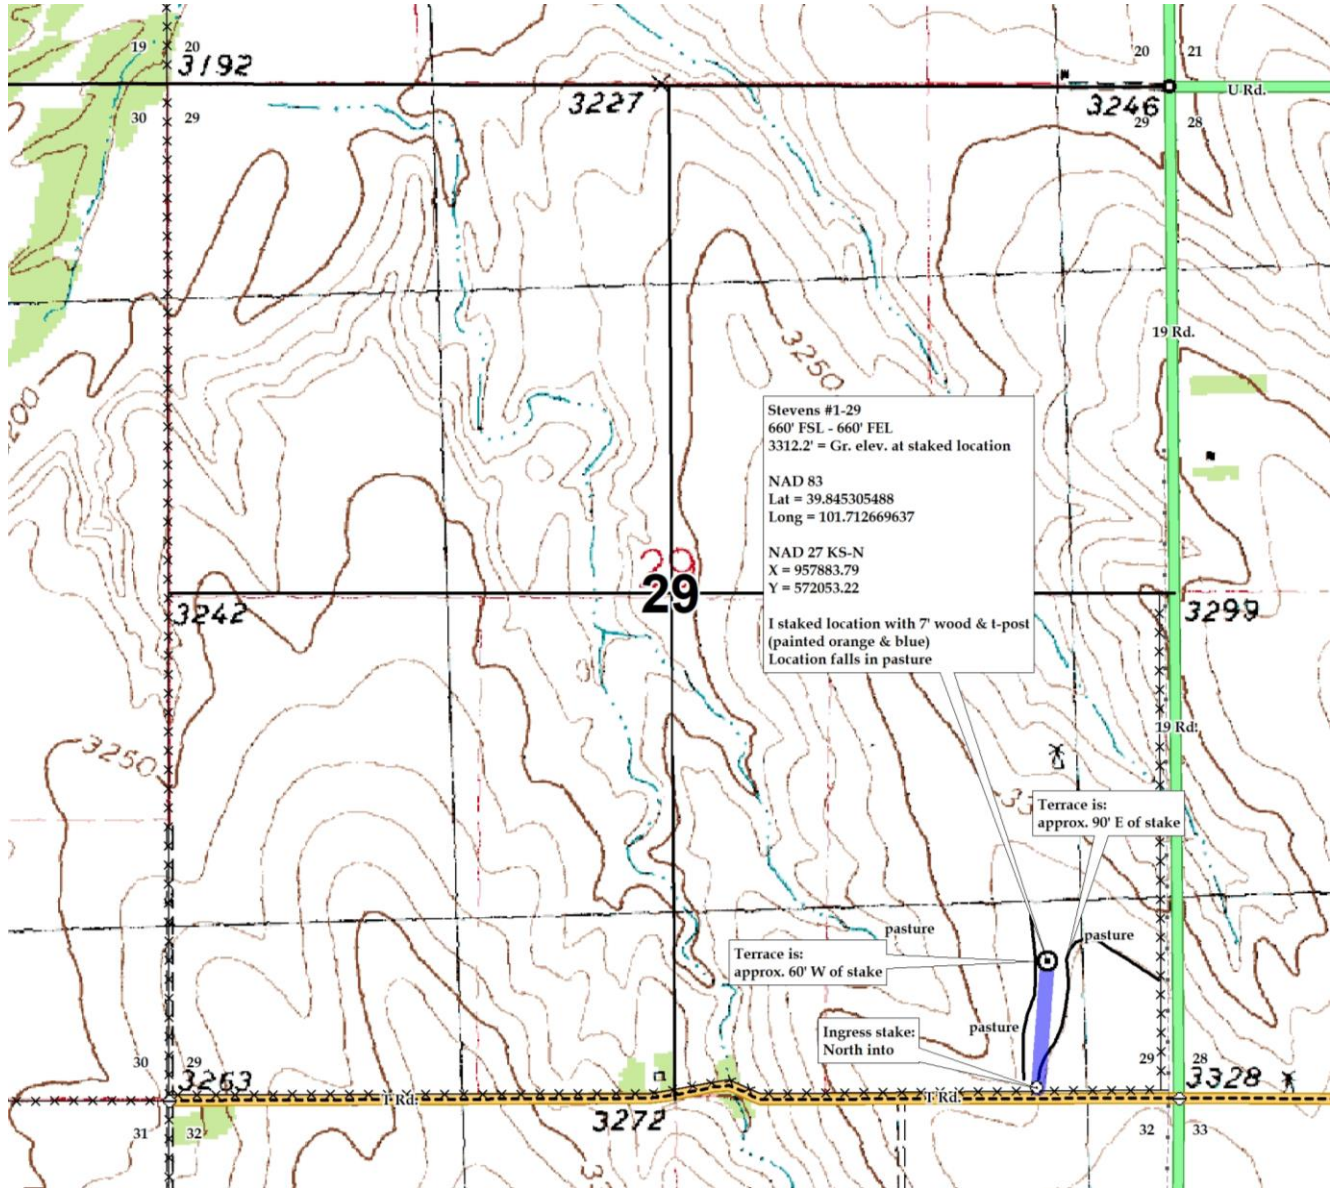 19 20
3192
30 29
3227
20 21
3246
U Rd.
29 28
3250
19 Rd.
200
Stevens #1-29
660' FSL - 660' FEL
3312.2' = Gr. elev. at staked location
NAD 83
Lat = 39.845305488
Long = 101.712669637
NAD 27 KS-N
X = 957883.79
Y = 572053.22
I staked location with 7' wood & t-post
(painted orange & blue)
Location falls in pasture
29
29
3242
3299
19 Rd.
3250
Terrace is:
approx. 90' E of stake
pasture
pasture
Terrace is:
approx. 60' W of stake
pasture
Ingress stake:
North into
30 29
3263
29 28
3328
T Rd.
T Rd.
3272
31 32
32 33